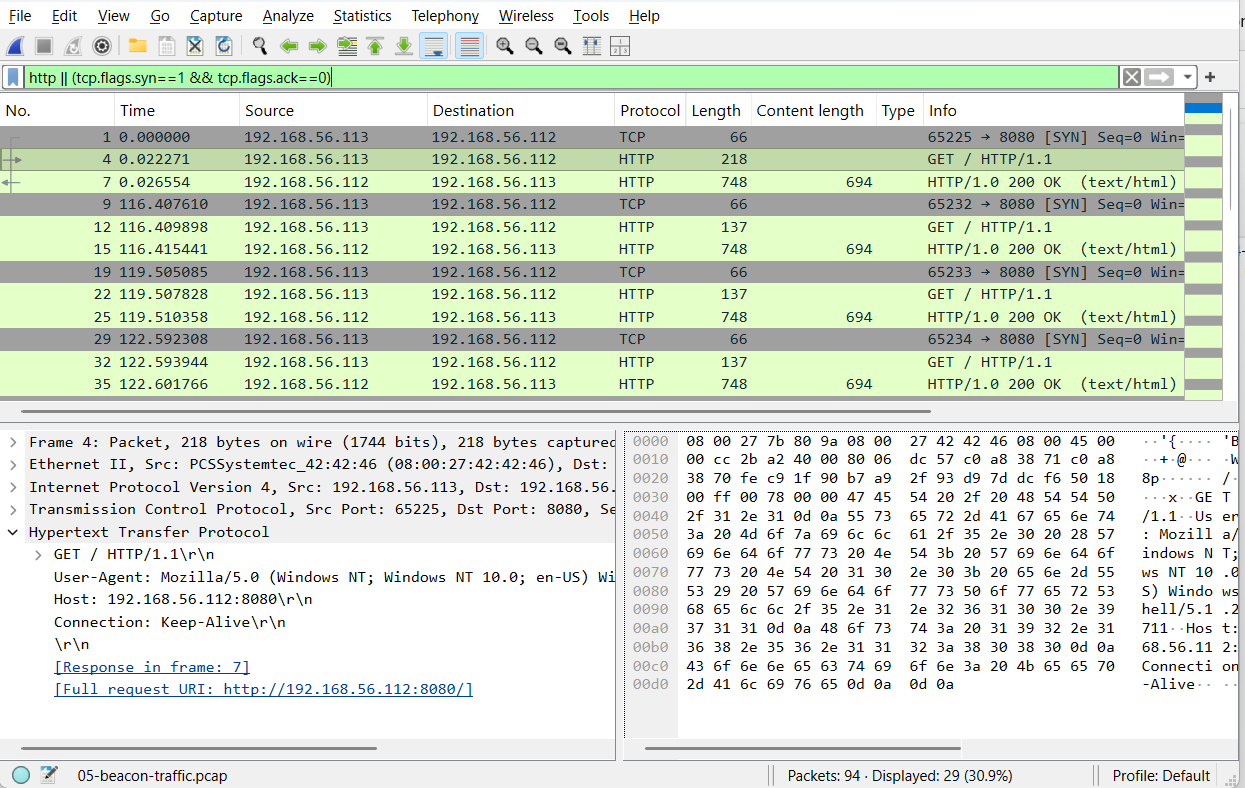 File Edit View Go Capture Analyze Statistics Telephony Wireless Tools Help
http || (tcp.flags.syn==1 && tcp.flags.ack==0)
No. Time Source Destination Protocol Length Content length Type Info
1 0.000000 192.168.56.113 192.168.56.112 TCP 66 65225 → 8080 [SYN] Seq=0 Win=
4 0.022271 192.168.56.113 192.168.56.112 HTTP 218 GET / HTTP/1.1
7 0.026554 192.168.56.112 192.168.56.113 HTTP 748 694 HTTP/1.0 200 OK (text/html)
9 116.407610 192.168.56.113 192.168.56.112 TCP 66 65232 → 8080 [SYN] Seq=0 Win=
12 116.409898 192.168.56.113 192.168.56.112 HTTP 137 GET / HTTP/1.1
15 116.415441 192.168.56.112 192.168.56.113 HTTP 748 694 HTTP/1.0 200 OK (text/html)
19 119.505085 192.168.56.113 192.168.56.112 TCP 66 65233 → 8080 [SYN] Seq=0 Win=
22 119.507828 192.168.56.113 192.168.56.112 HTTP 137 GET / HTTP/1.1
25 119.510358 192.168.56.112 192.168.56.113 HTTP 748 694 HTTP/1.0 200 OK (text/html)
29 122.592308 192.168.56.113 192.168.56.112 TCP 66 65234 → 8080 [SYN] Seq=0 Win=
32 122.593944 192.168.56.113 192.168.56.112 HTTP 137 GET / HTTP/1.1
35 122.601766 192.168.56.112 192.168.56.113 HTTP 748 694 HTTP/1.0 200 OK (text/html)
Frame 4: Packet, 218 bytes on wire (1744 bits), 218 bytes captured
Ethernet II, Src: PCSSystemtec_42:42:46 (08:00:27:42:42:46), Dst:
Internet Protocol Version 4, Src: 192.168.56.113, Dst: 192.168.56.
Transmission Control Protocol, Src Port: 65225, Dst Port: 8080, Se
Hypertext Transfer Protocol
GET / HTTP/1.1\r\n
User-Agent: Mozilla/5.0 (Windows NT; Windows NT 10.0; en-US) Wi
Host: 192.168.56.112:8080\r\n
Connection: Keep-Alive\r\n
\r\n
[Response in frame: 7]
[Full request URI: http://192.168.56.112:8080/]
0000 08 00 27 7b 80 9a 08 00 27 42 42 46 08 00 45 00 ··'{···· 'B
0010 00 cc 2b a2 40 00 80 06 dc 57 c0 a8 38 71 c0 a8 ··+·@··· ·W
0020 38 70 fe c9 1f 90 b7 a9 2f 93 d9 7d dc f6 50 18 8p······ /·
0030 00 ff 00 78 00 00 47 45 54 20 2f 20 48 54 54 50 ···x··GE T
0040 2f 31 2e 31 0d 0a 55 73 65 72 2d 41 67 65 6e 74 /1.1··Us er
0050 3a 20 4d 6f 7a 69 6c 6c 61 2f 35 2e 30 20 28 57 : Mozill a/
0060 69 6e 64 6f 77 73 20 4e 54 3b 20 57 69 6e 64 6f indows N T;
0070 77 73 20 4e 54 20 31 30 2e 30 3b 20 65 6e 2d 55 ws NT 10 .0
0080 53 29 20 57 69 6e 64 6f 77 73 50 6f 77 65 72 53 S) Windo ws
0090 68 65 6c 6c 2f 35 2e 31 2e 32 36 31 30 30 2e 39 hell/5.1 .2
00a0 37 31 31 0d 0a 48 6f 73 74 3a 20 31 39 32 2e 31 711··Hos t:
00b0 36 38 2e 35 36 2e 31 31 32 3a 38 30 38 30 0d 0a 68.56.11 2:
00c0 43 6f 6e 6e 65 63 74 69 6f 6e 3a 20 4b 65 65 70 Connecti on
00d0 2d 41 6c 69 76 65 0d 0a 0d 0a -Alive·· ··
05-beacon-traffic.pcap Packets: 94 · Displayed: 29 (30.9%) Profile: Default